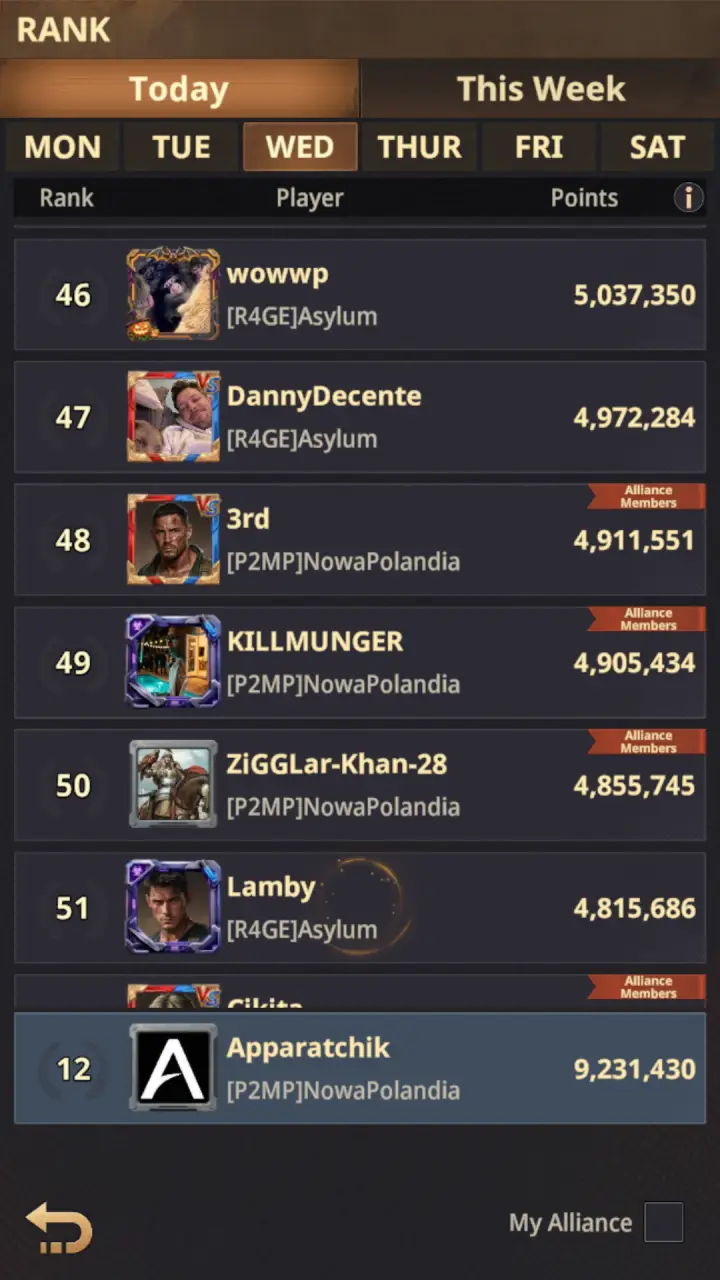 RANK
Today
This Week
MON
TUE
WED
THUR
FRI
SAT
Rank
Player
Points
46
wowwp
[R4GE]Asylum
5,037,350
47
DannyDecente
[R4GE]Asylum
4,972,284
48
3rd
[P2MP]NowaPolandia
Alliance
Members
4,911,551
49
KILLMUNGER
[P2MP]NowaPolandia
Alliance
Members
4,905,434
50
ZiGGLar-Khan-28
[P2MP]NowaPolandia
Alliance
Members
4,855,745
51
Lamby
[R4GE]Asylum
4,815,686
Alliance
Members
12
Apparatchik
[P2MP]NowaPolandia
9,231,430
My Alliance